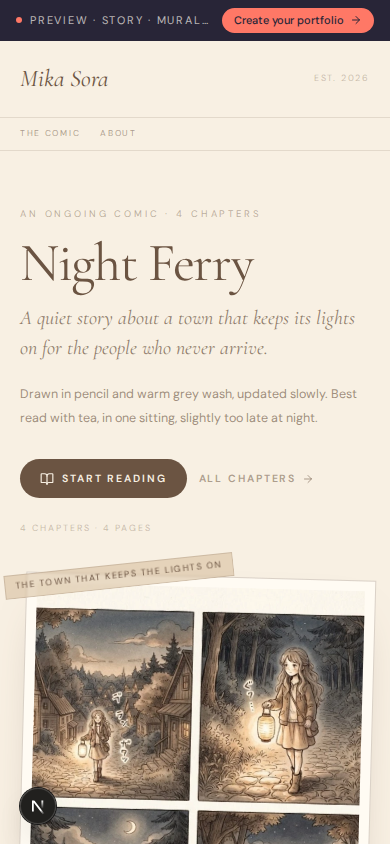 PREVIEW · STORY · MURAL…
Create your portfolio →
Mika Sora
EST. 2026
THE COMIC
ABOUT
AN ONGOING COMIC · 4 CHAPTERS
Night Ferry
A quiet story about a town that keeps its lights
on for the people who never arrive.
Drawn in pencil and warm grey wash, updated slowly. Best
read with tea, in one sitting, slightly too late at night.
START READING
ALL CHAPTERS →
4 CHAPTERS · 4 PAGES
THE TOWN THAT KEEPS THE LIGHTS ON
N